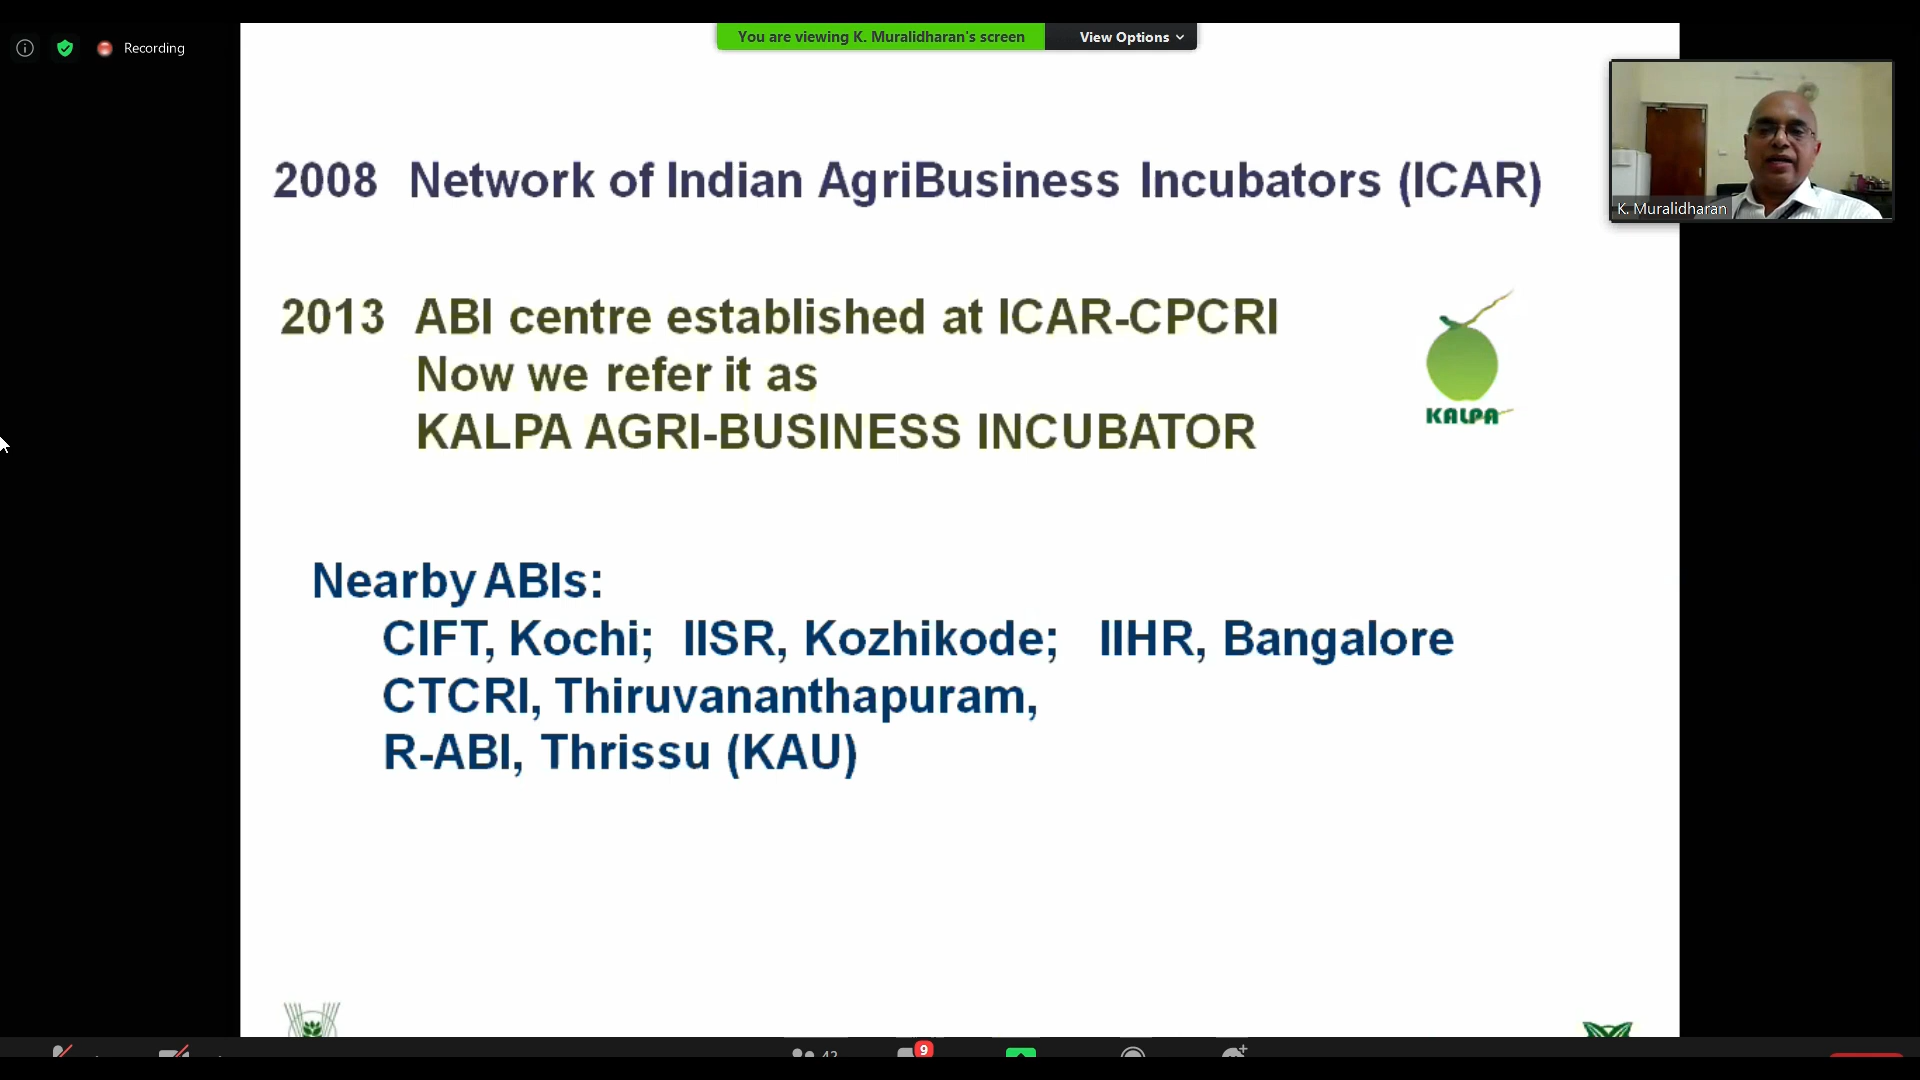 You are viewing K. Muralidharan's screen
View Options
Recording
2008 Network of Indian AgriBusiness Incubators (ICAR)
K. Muralidharan
2013 ABI centre established at ICAR-CPCRI
Now we refer it as
KALPA AGRI-BUSINESS INCUBATOR
KALPA
Nearby ABIs:
CIFT, Kochi; IISR, Kozhikode; IIHR, Bangalore
CTCRI, Thiruvananthapuram,
R-ABI, Thrissu (KAU)
9